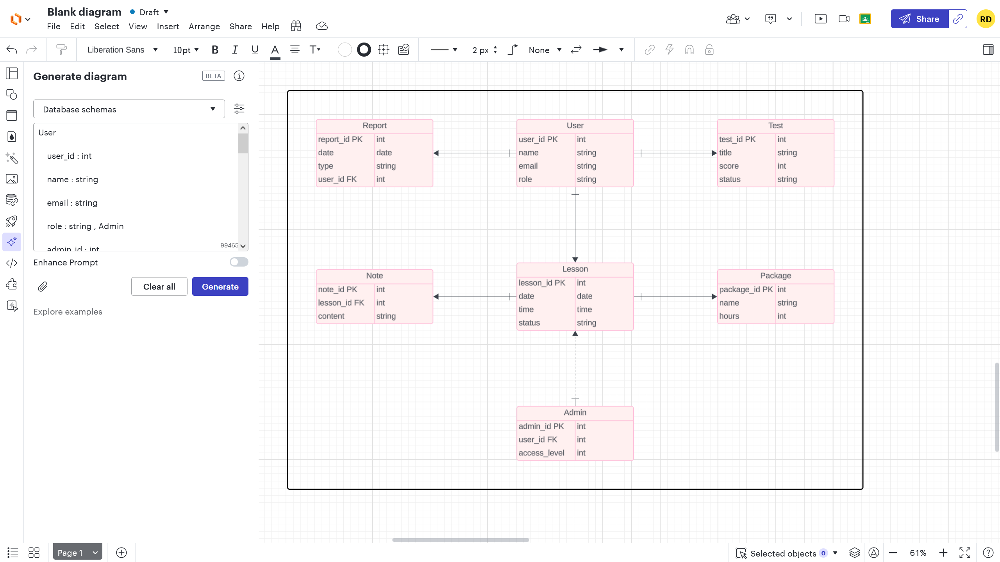 Blank diagram
Draft
File Edit Select View Insert Arrange Share Help
Share
RD
Liberation Sans
10pt
B I U A T
2 px
None
Generate diagram
BETA
Database schemas
User
user_id : int
name : string
email : string
role : string , Admin
admin_id : int
99465
Enhance Prompt
Clear all
Generate
Explore examples
Report
report_id PK int
date date
type string
user_id FK int
User
user_id PK int
name string
email string
role string
Test
test_id PK int
title string
score int
status string
Note
note_id PK int
lesson_id FK int
content string
Lesson
lesson_id PK int
date date
time time
status string
Package
package_id PK int
name string
hours int
Admin
admin_id PK int
user_id FK int
access_level int
Page 1
Selected objects 0
61%